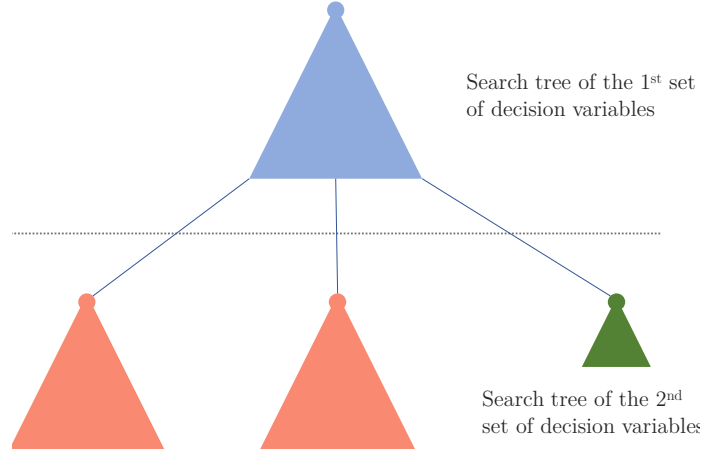 Search tree of the 1st set
of decision variables
Search tree of the 2nd
set of decision variables